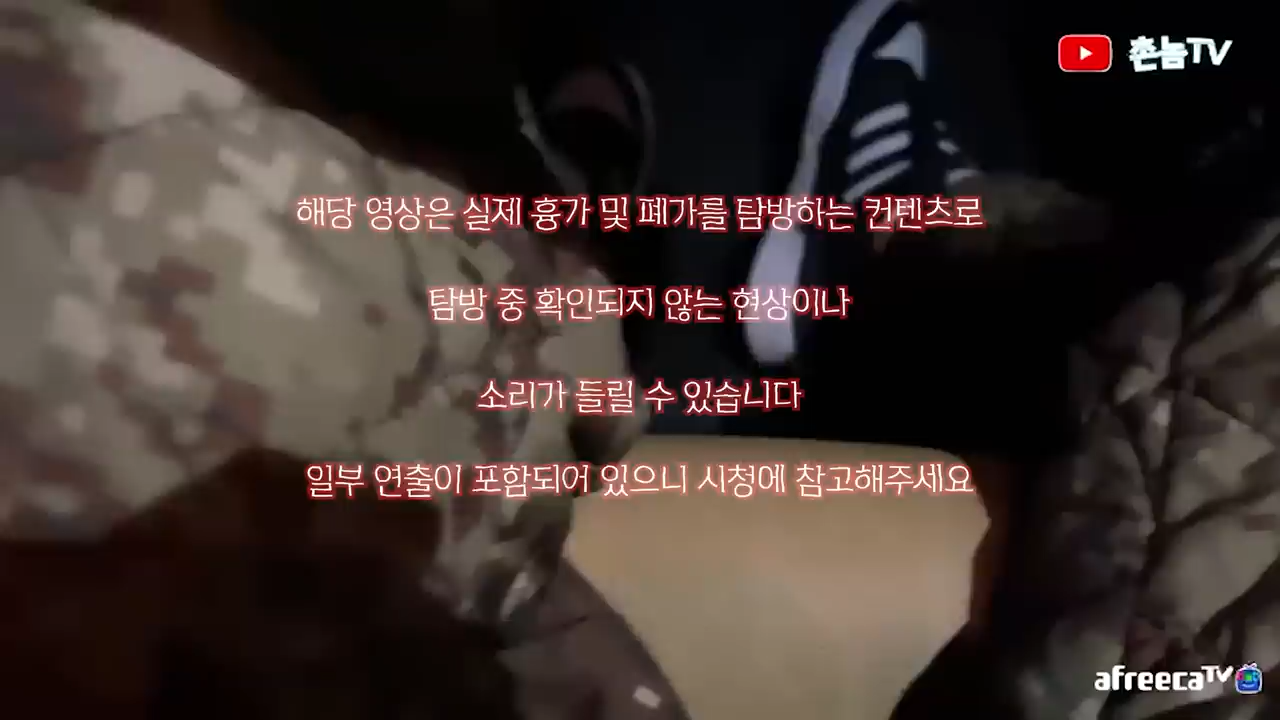 촌놈TV
해당 영상은 실제 흉가 및 폐가를 탐방하는 컨텐츠로
탐방 중 확인되지 않는 현상이나
소리가 들릴 수 있습니다
일부 연출이 포함되어 있으니 시청에 참고해주세요
afreecaTV